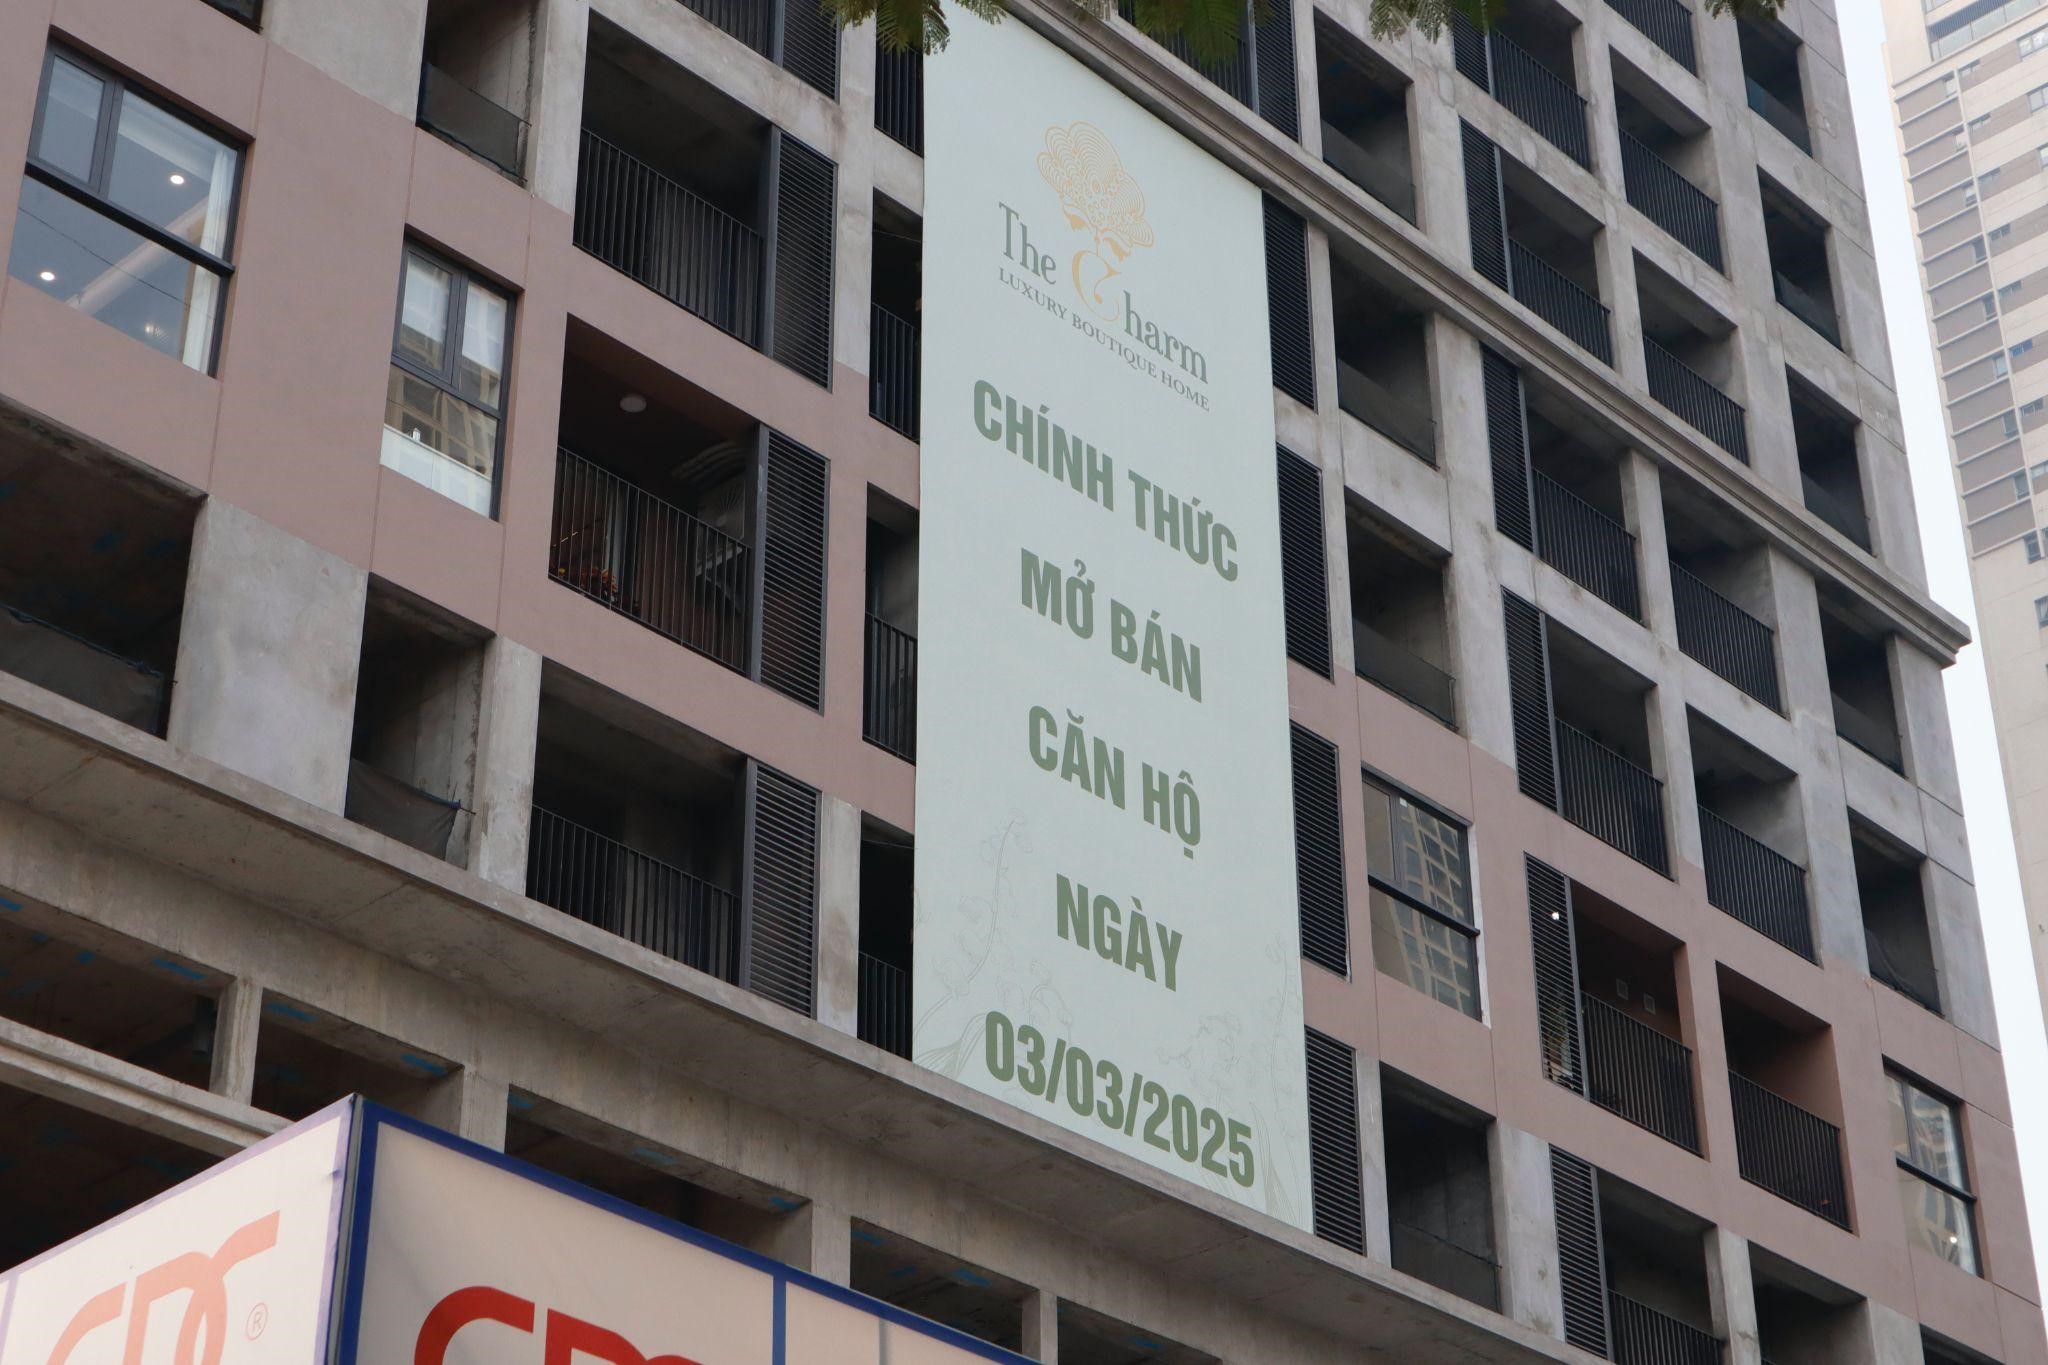 The Charm
LUXURY BOUTIQUE HOME
CHÍNH THỨC
MỞ BÁN
CĂN HỘ
NGÀY
03/03/2025
®